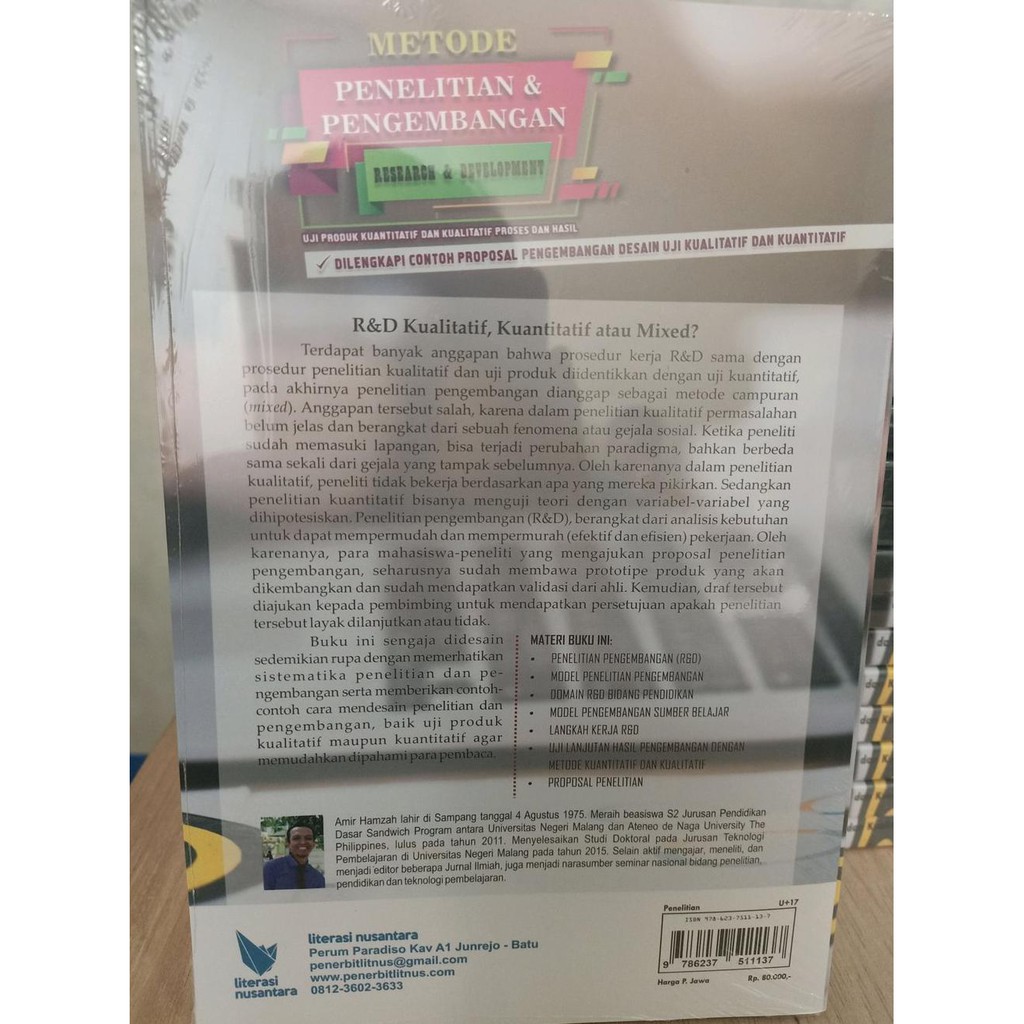 METODE
PENELITIAN &
PENGEMBANGAN
RESEARCH & DEVELOPMENT
UJI PRODUK KUANTITATIF DAN KUALITATIF PROSES DAN HASIL
✓ DILENGKAPI CONTOH PROPOSAL PENGEMBANGAN DESAIN UJI KUALITATIF DAN KUANTITATIF
R&D Kualitatif, Kuantitatif atau Mixed?
Terdapat banyak anggapan bahwa prosedur kerja R&D sama dengan
prosedur penelitian kualitatif dan uji produk diidentikkan dengan uji kuantitatif,
pada akhirnya penelitian pengembangan dianggap sebagai metode campuran
(mixed). Anggapan tersebut salah, karena dalam penelitian kualitatif permasalahan
belum jelas dan berangkat dari sebuah fenomena atau gejala sosial. Ketika peneliti
sudah memasuki lapangan, bisa terjadi perubahan paradigma, bahkan berbeda
sama sekali dari gejala yang tampak sebelumnya. Oleh karenanya dalam penelitian
kualitatif, peneliti tidak bekerja berdasarkan apa yang mereka pikirkan. Sedangkan
penelitian kuantitatif bisanya menguji teori dengan variabel-variabel yang
dihipotesiskan. Penelitian pengembangan (R&D), berangkat dari analisis kebutuhan
untuk dapat mempermudah dan mempermurah (efektif dan efisien) pekerjaan. Oleh
karenanya, para mahasiswa-peneliti yang mengajukan proposal penelitian
pengembangan, seharusnya sudah membawa prototipe produk yang akan
dikembangkan dan sudah mendapatkan validasi dari ahli. Kemudian, draf tersebut
diajukan kepada pembimbing untuk mendapatkan persetujuan apakah penelitian
tersebut layak dilanjutkan atau tidak.
Buku ini sengaja didesain
sedemikian rupa dengan memerhatikan
sistematika penelitian dan pe-
ngembangan serta memberikan contoh-
contoh cara mendesain penelitian dan
pengembangan, baik uji produk
kualitatif maupun kuantitatif agar
memudahkan dipahami para pembaca.
MATERI BUKU INI:
• PENELITIAN PENGEMBANGAN (R&D)
• MODEL PENELITIAN PENGEMBANGAN
• DOMAIN R&D BIDANG PENDIDIKAN
• MODEL PENGEMBANGAN SUMBER BELAJAR
• LANGKAH KERJA R&D
• UJI LANJUTAN HASIL PENGEMBANGAN DENGAN
METODE KUANTITATIF DAN KUALITATIF
• PROPOSAL PENELITIAN
Amir Hamzah lahir di Sampang tanggal 4 Agustus 1975. Meraih beasiswa S2 Jurusan Pendidikan
Dasar Sandwich Program antara Universitas Negeri Malang dan Ateneo de Naga University The
Philippines, lulus pada tahun 2011. Menyelesaikan Studi Doktoral pada Jurusan Teknologi
Pembelajaran di Universitas Negeri Malang pada tahun 2015. Selain aktif mengajar, meneliti, dan
menjadi editor beberapa Jurnal Ilmiah, juga menjadi narasumber seminar nasional bidang penelitian,
pendidikan dan teknologi pembelajaran.
literasi
nusantara
literasi nusantara
Perum Paradiso Kav A1 Junrejo - Batu
penerbitlitnus@gmail.com
www.penerbitlitnus.com
0812-3602-3633
Penelitian U+17
ISBN 978-623-7511-13-7
9 786237 511137
Harga P. Jawa Rp. 80.000,-